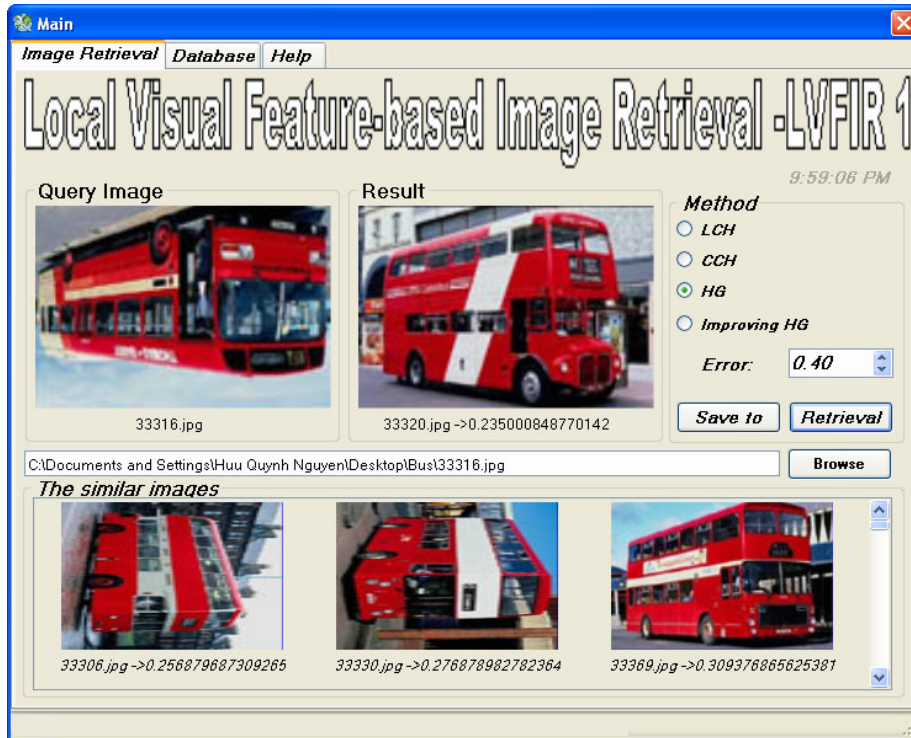 Main
Image Retrieval Database Help
Local Visual Feature-based Image Retrieval -LVFIR 1
9:59:06 PM
Query Image
Result
Method
LCH
CCH
HG
Improving HG
Error: 0.40
Save to Retrieval
33316.jpg
33320.jpg ->0.235000848770142
C:\Documents and Settings\Huu Quynh Nguyen\Desktop\Bus\33316.jpg
Browse
The similar images
33306.jpg ->0.256879687309265
33330.jpg ->0.276878982782364
33369.jpg ->0.309376865625381